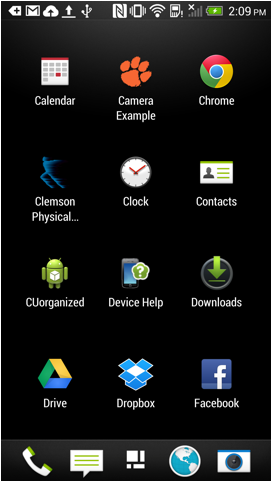 2:09 PM
Calendar
Camera
Example
Chrome
Clemson
Physical...
Clock
Contacts
CUorganized
Device Help
Downloads
Drive
Dropbox
Facebook